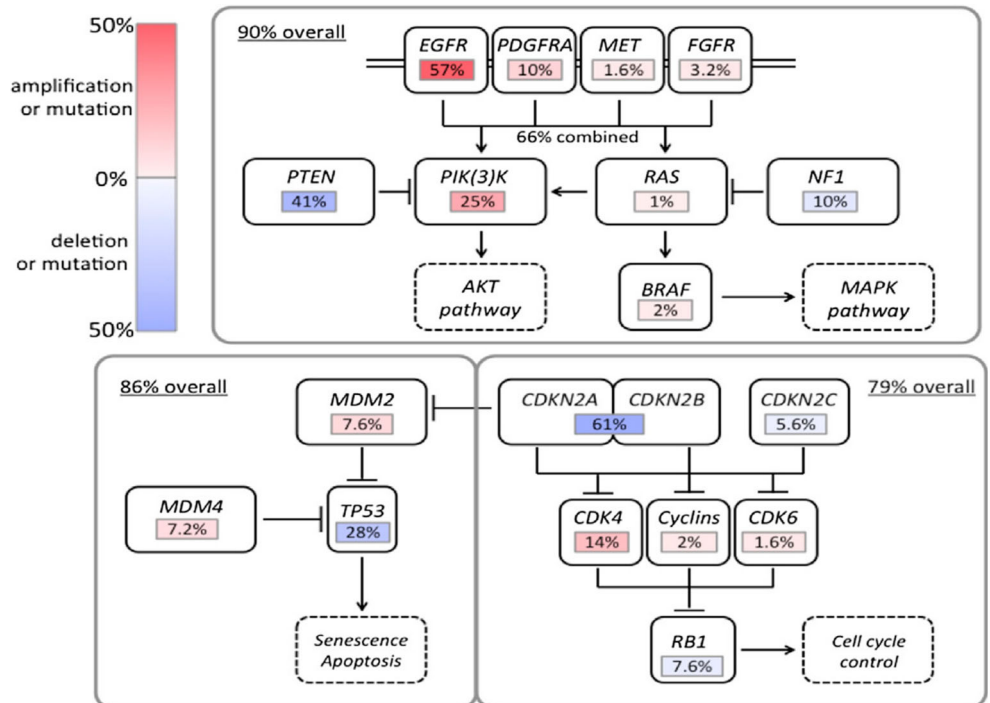 50%
amplification
or mutation
0%
deletion
or mutation
50%
90% overall
EGFR PDGFRA MET FGFR
57% 10% 1.6% 3.2%
66% combined
PTEN PIK(3)K RAS NF1
41% 25% 1% 10%
AKT
pathway
BRAF
2%
MAPK
pathway
86% overall
MDM2
7.6%
MDM4
7.2%
TP53
28%
Senescence
Apoptosis
79% overall
CDKN2A CDKN2B CDKN2C
61% 5.6%
CDK4 Cyclins CDK6
14% 2% 1.6%
RB1
7.6%
Cell cycle
control